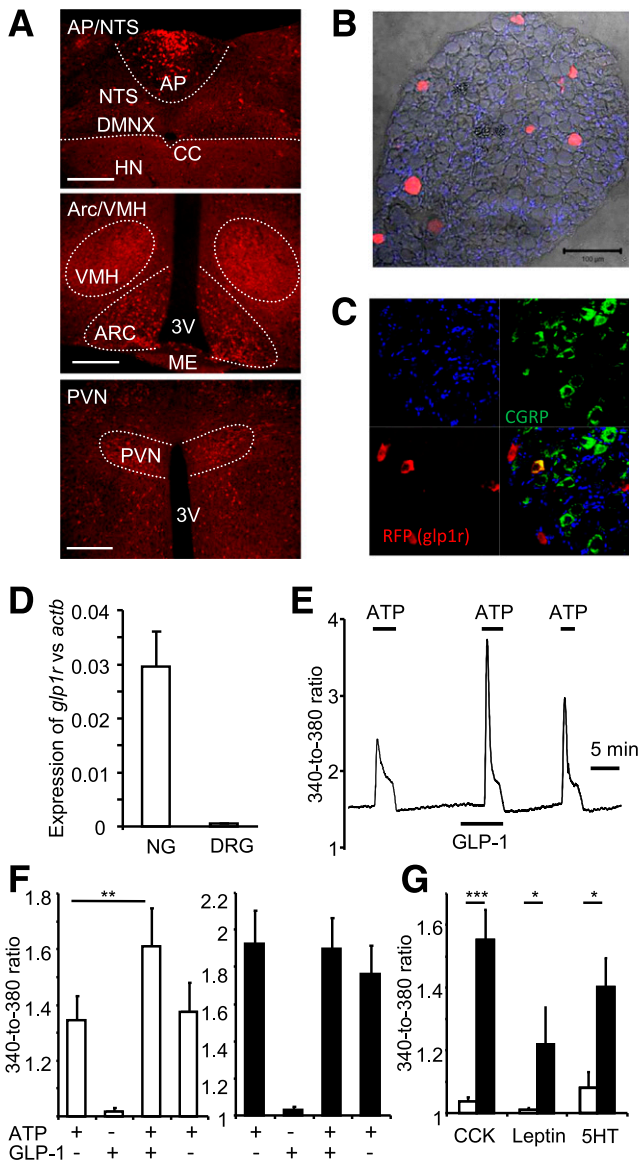 A
AP/NTS
AP
NTS
DMNX
CC
HN
Arc/VMH
VMH
ARC
3V
ME
PVN
PVN
3V
B
100 µm
C
CGRP
RFP (glp1r)
D
Expression of glp1r vs actb
0.04
0.03
0.02
0.01
0
NG DRG
E
340-to-380 ratio
4
3
2
1
ATP ATP ATP
5 min
GLP-1
F
340-to-380 ratio
1.8
1.6
1.4
1.2
**
2.2
2
1.8
1.6
1.4
1.2
1
ATP + - + + + - + +
GLP-1 - + + - - + + -
G
340-to-380 ratio
1.6
1.4
1.2
1
*** * *
CCK Leptin 5HT